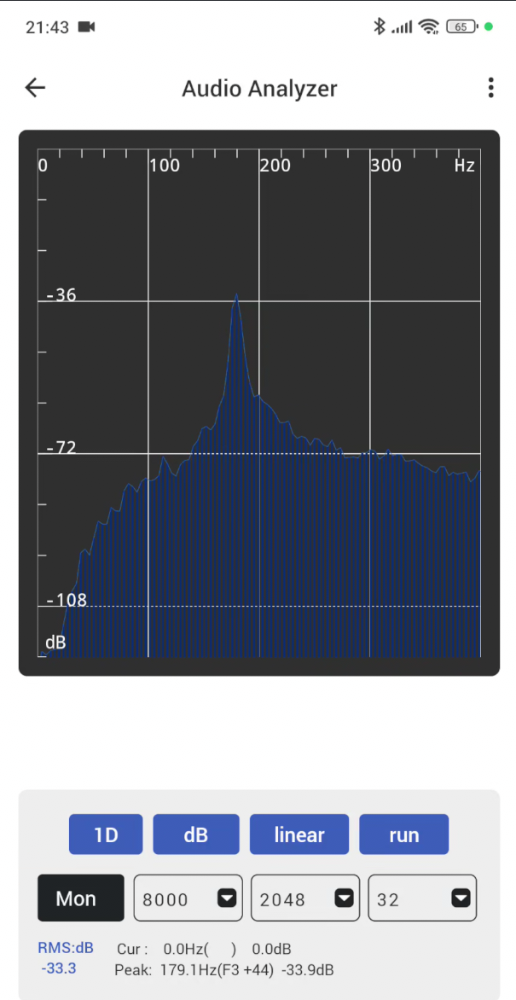 21:43 65
Audio Analyzer
0 100 200 300 Hz
-36
-72
-108
dB
1D dB linear run
Mon 8000 2048 32
RMS:dB Cur : 0.0Hz( ) 0.0dB
-33.3 Peak: 179.1Hz(F3 +44) -33.9dB